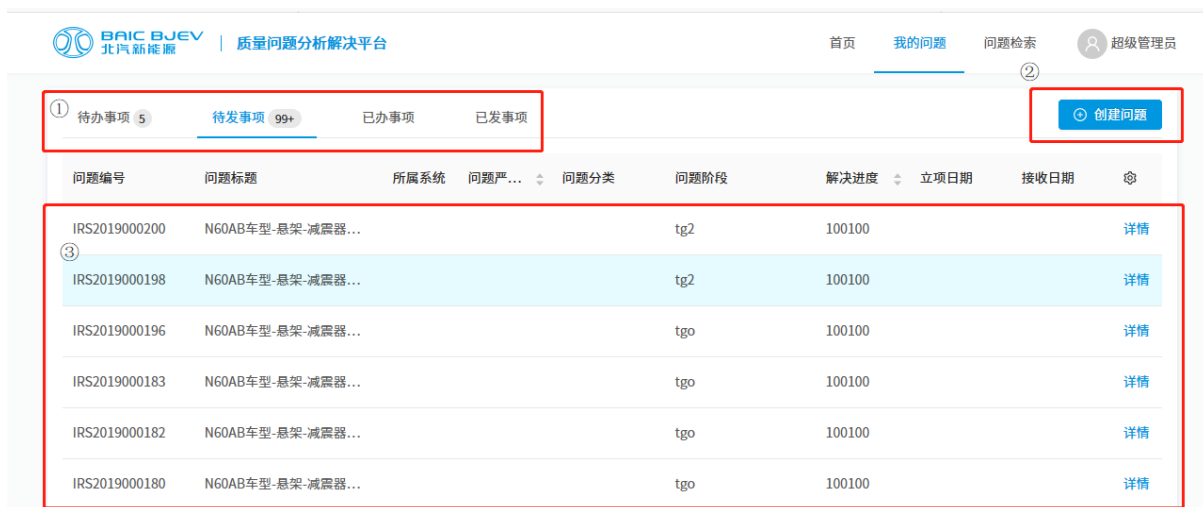 BAIC BJEV
北汽新能源
质量问题分析解决平台
首页 我的问题 问题检索 超级管理员
②
① 待办事项 5 待发事项 99+ 已办事项 已发事项 创建问题
问题编号 问题标题 所属系统 问题严... 问题分类 问题阶段 解决进度 立项日期 接收日期
IRS2019000200 N60AB车型-悬架-减震器... tg2 100100 详情
③
IRS2019000198 N60AB车型-悬架-减震器... tg2 100100 详情
IRS2019000196 N60AB车型-悬架-减震器... tgo 100100 详情
IRS2019000183 N60AB车型-悬架-减震器... tgo 100100 详情
IRS2019000182 N60AB车型-悬架-减震器... tgo 100100 详情
IRS2019000180 N60AB车型-悬架-减震器... tgo 100100 详情